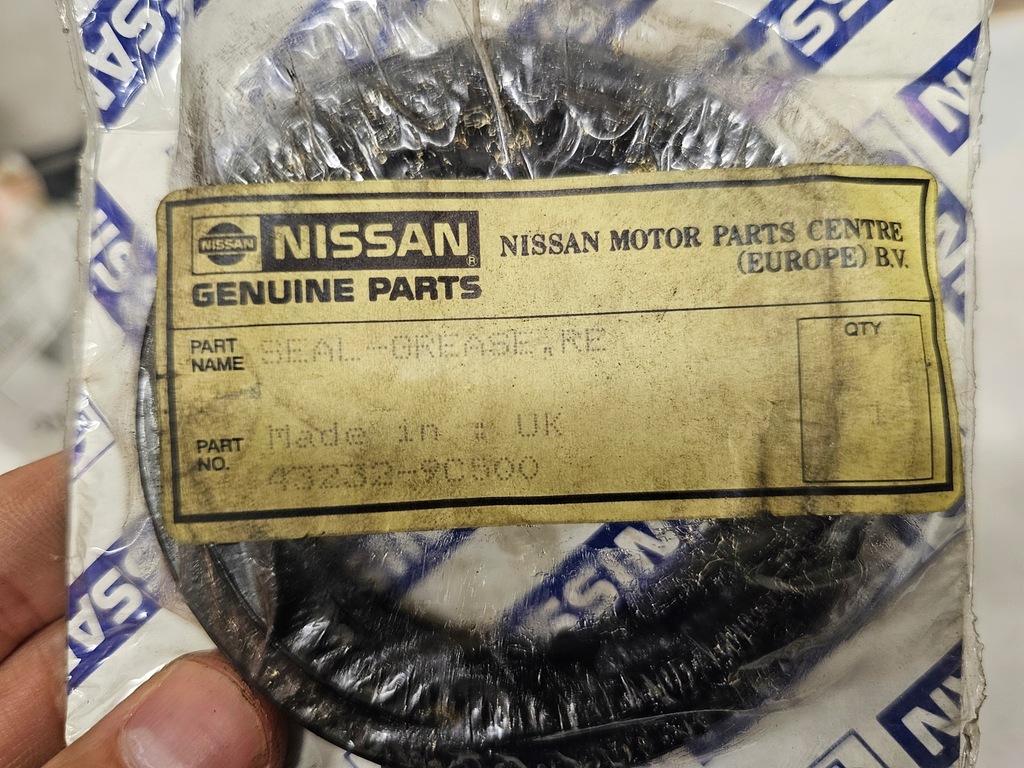 NISSAN
NISSAN®
GENUINE PARTS
NISSAN MOTOR PARTS CENTRE
(EUROPE) B.V.
PART
NAME
SEAL-GREASE,RE
QTY
1
Made in : UK
PART
NO.
43232-9C500